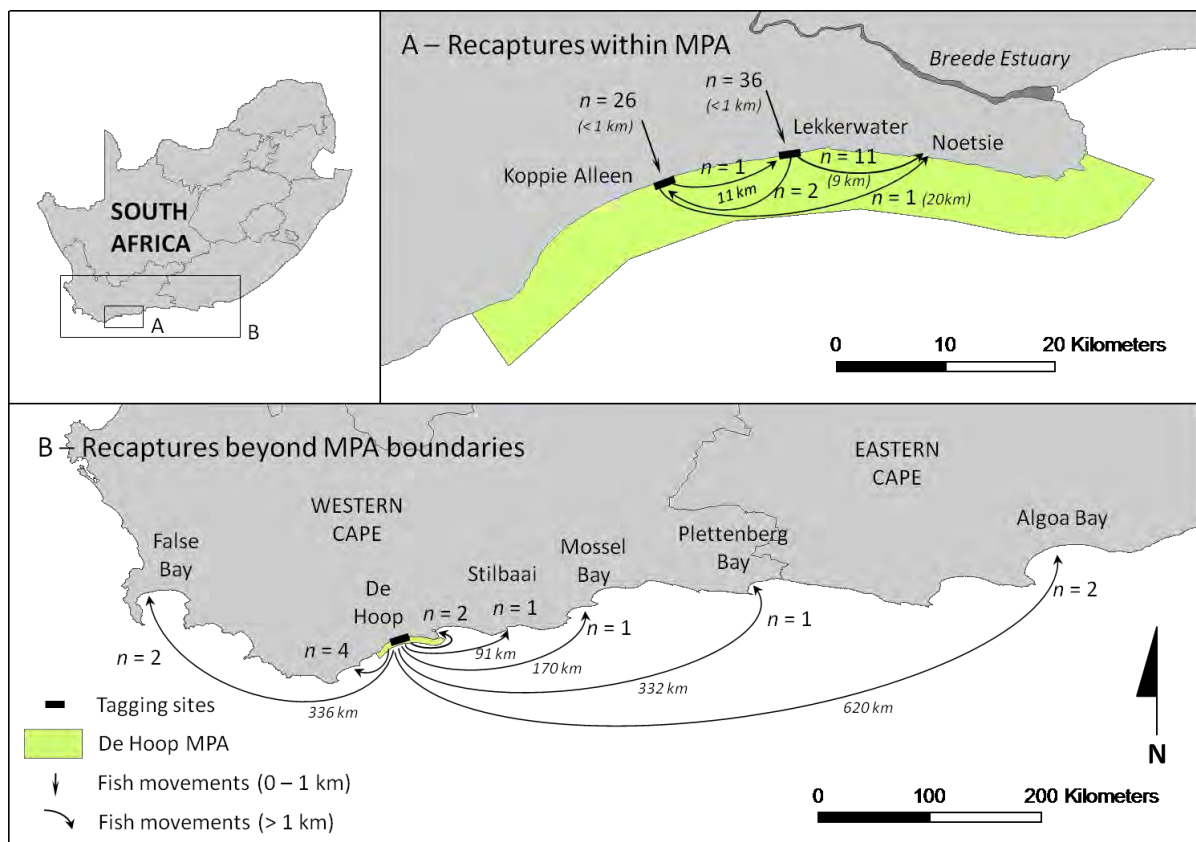 SOUTH
AFRICA
A
B
A – Recaptures within MPA
Breede Estuary
n = 36
(< 1 km)
n = 26
(< 1 km)
Lekkerwater
Noetsie
Koppie Alleen
n = 1
n = 11
11 km
n = 2
(9 km)
n = 1 (20km)
0 10 20 Kilometers
B – Recaptures beyond MPA boundaries
EASTERN
CAPE
WESTERN
CAPE
False
Bay
De
Hoop
Stilbaai
Mossel
Bay
Plettenberg
Bay
Algoa Bay
n = 2
n = 4
n = 2
n = 1
n = 1
n = 1
n = 2
336 km
91 km
170 km
332 km
620 km
Tagging sites
De Hoop MPA
Fish movements (0 – 1 km)
Fish movements (> 1 km)
N
0 100 200 Kilometers